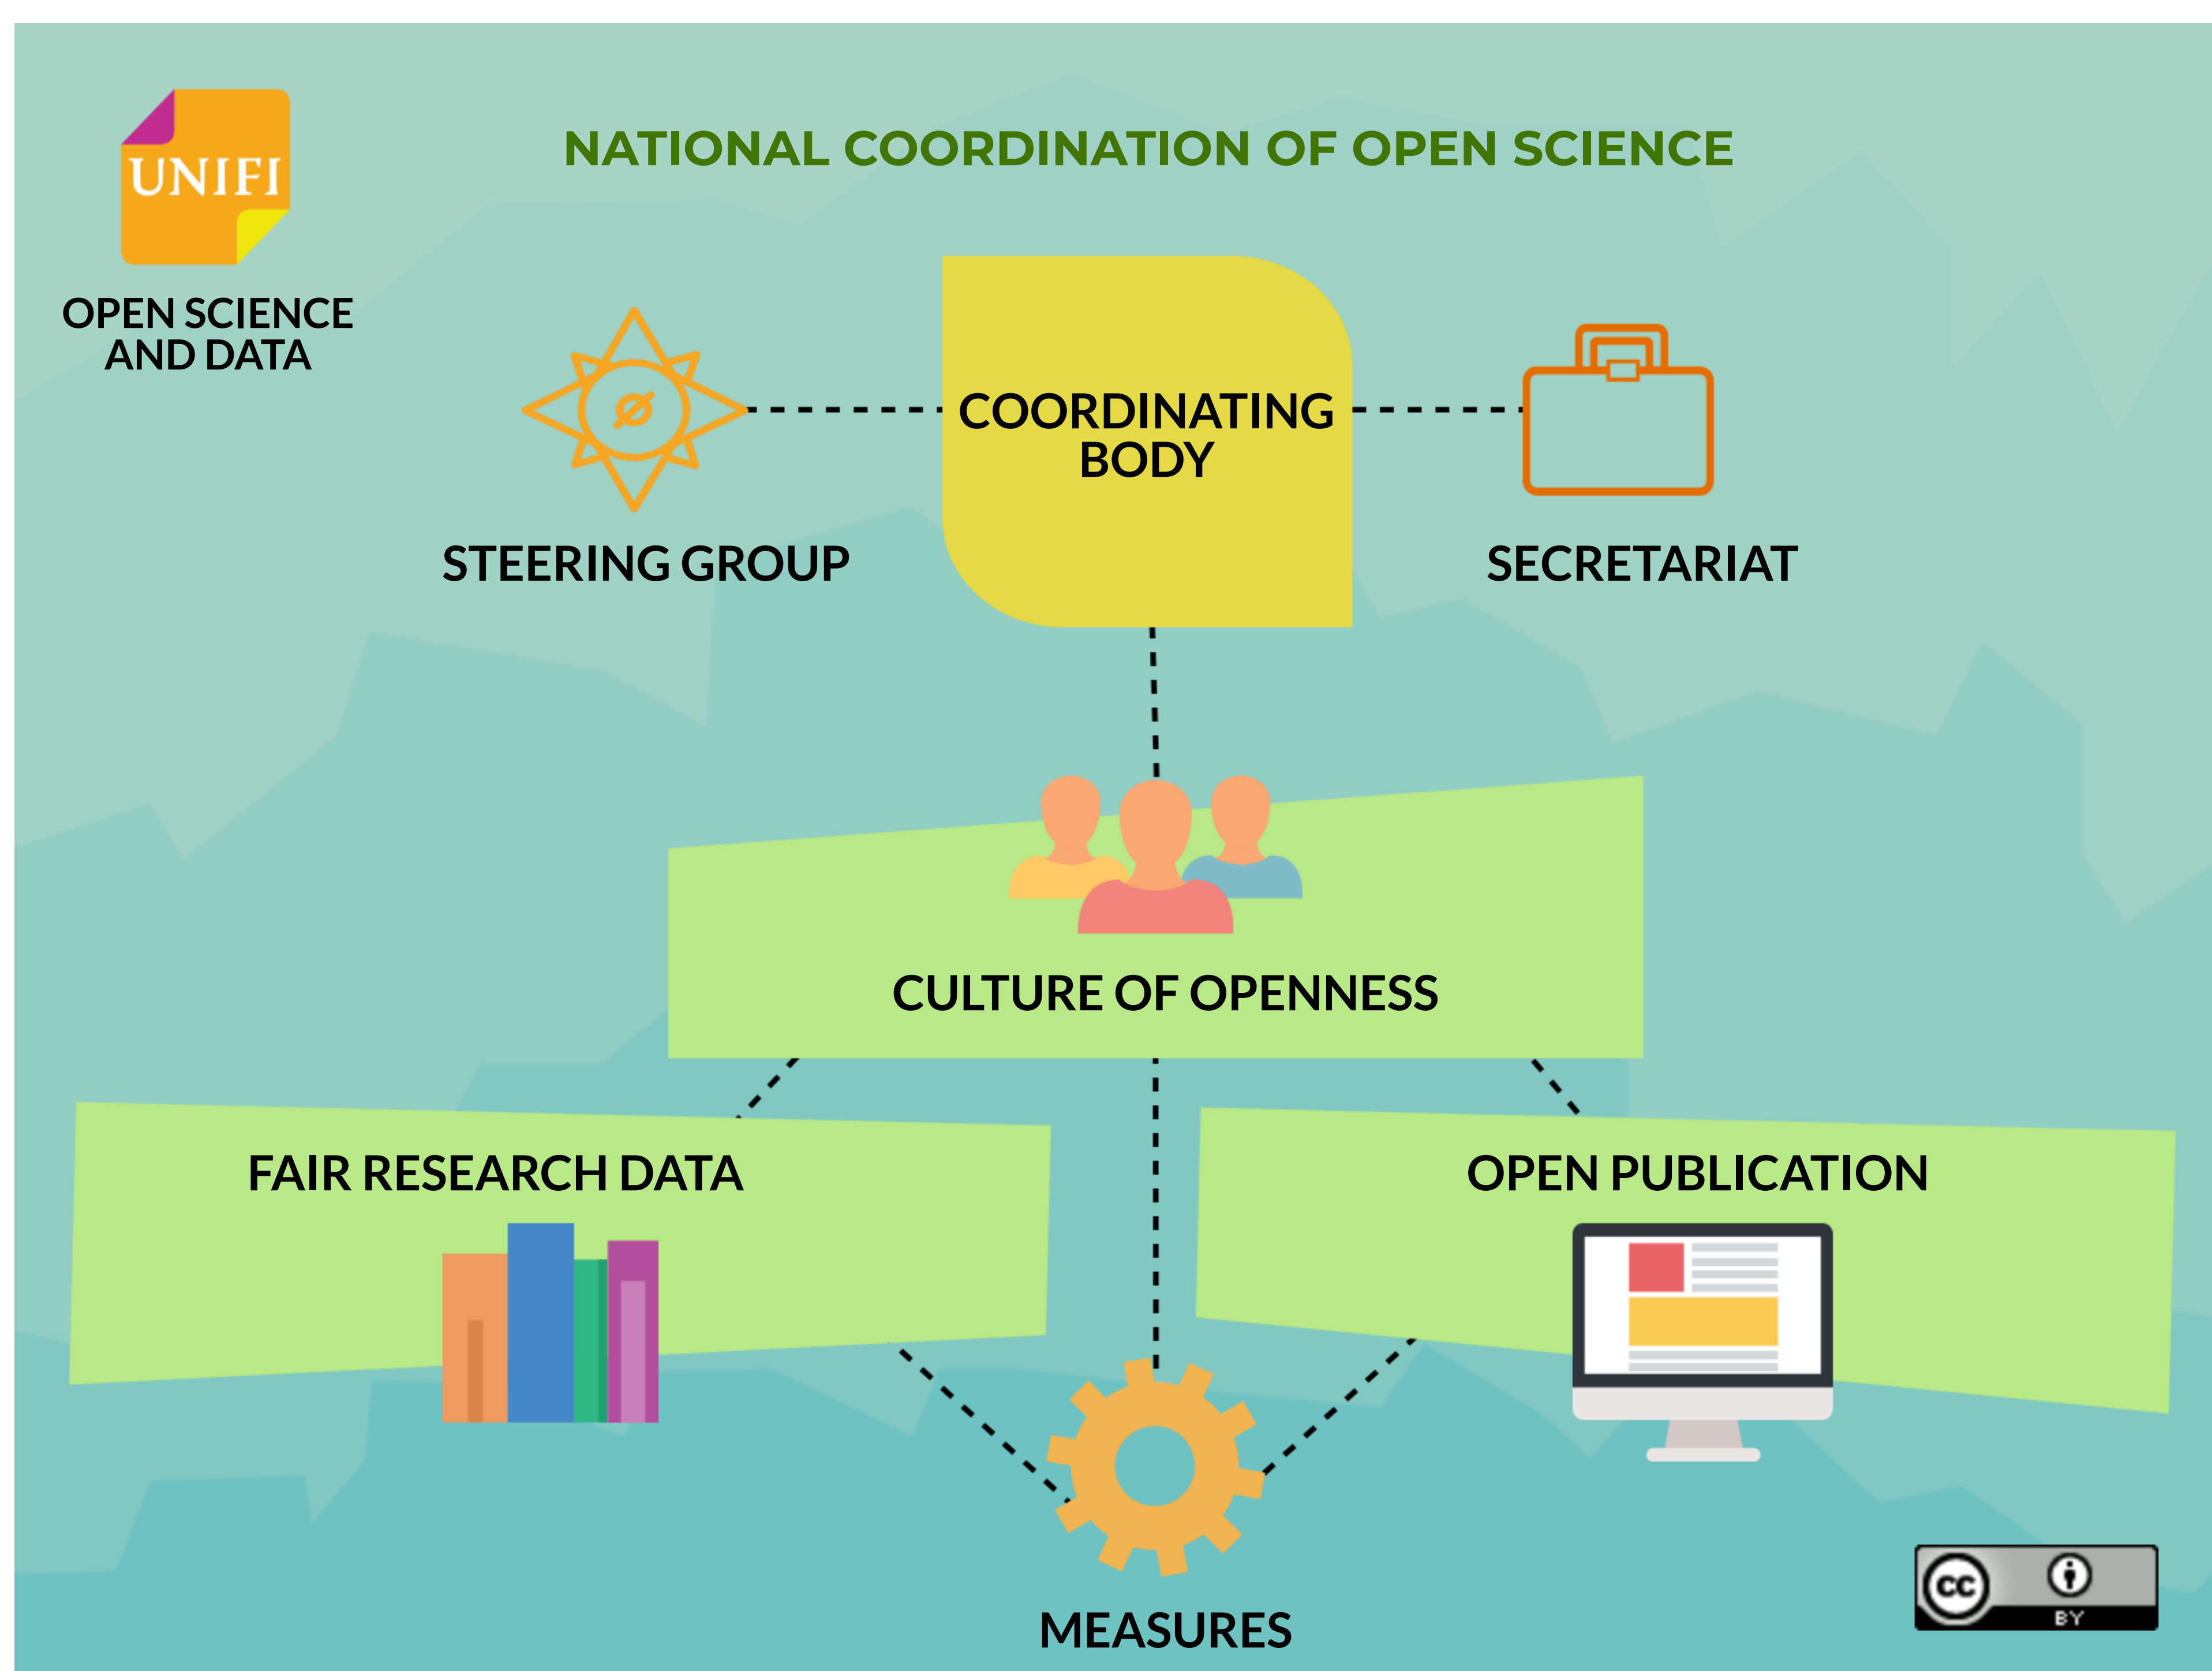 UNIFI
OPEN SCIENCE
AND DATA
NATIONAL COORDINATION OF OPEN SCIENCE
COORDINATING
BODY
STEERING GROUP
SECRETARIAT
CULTURE OF OPENNESS
FAIR RESEARCH DATA
OPEN PUBLICATION
MEASURES
CC
BY